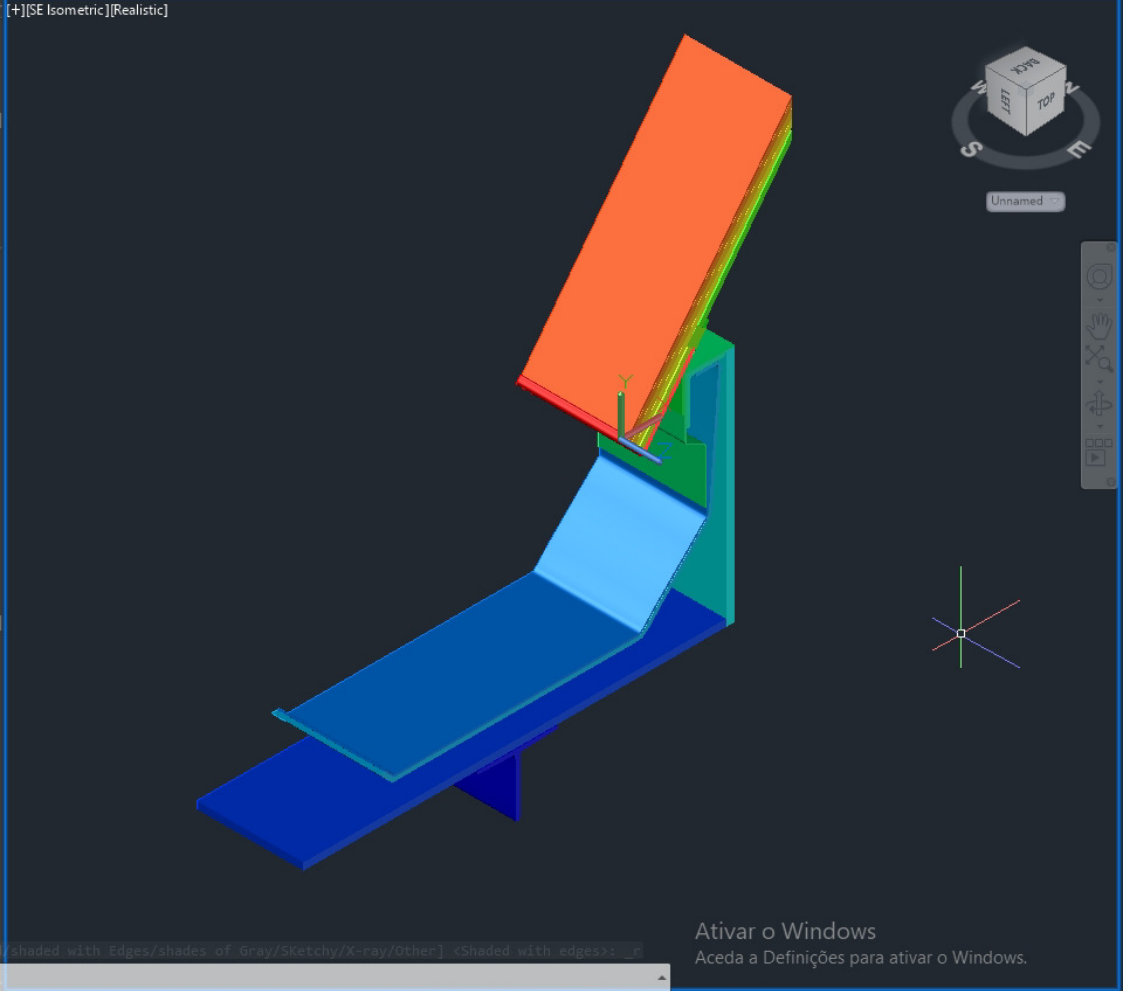 [+][SE Isometric][Realistic]
BACK
W
N
LEFT
TOP
S
E
Unnamed
Y
Z
Ativar o Windows
/shaded with Edges/shades of Gray/SKetchy/X-ray/Other] <Shaded with edges>: _r
Aceda a Definições para ativar o Windows.